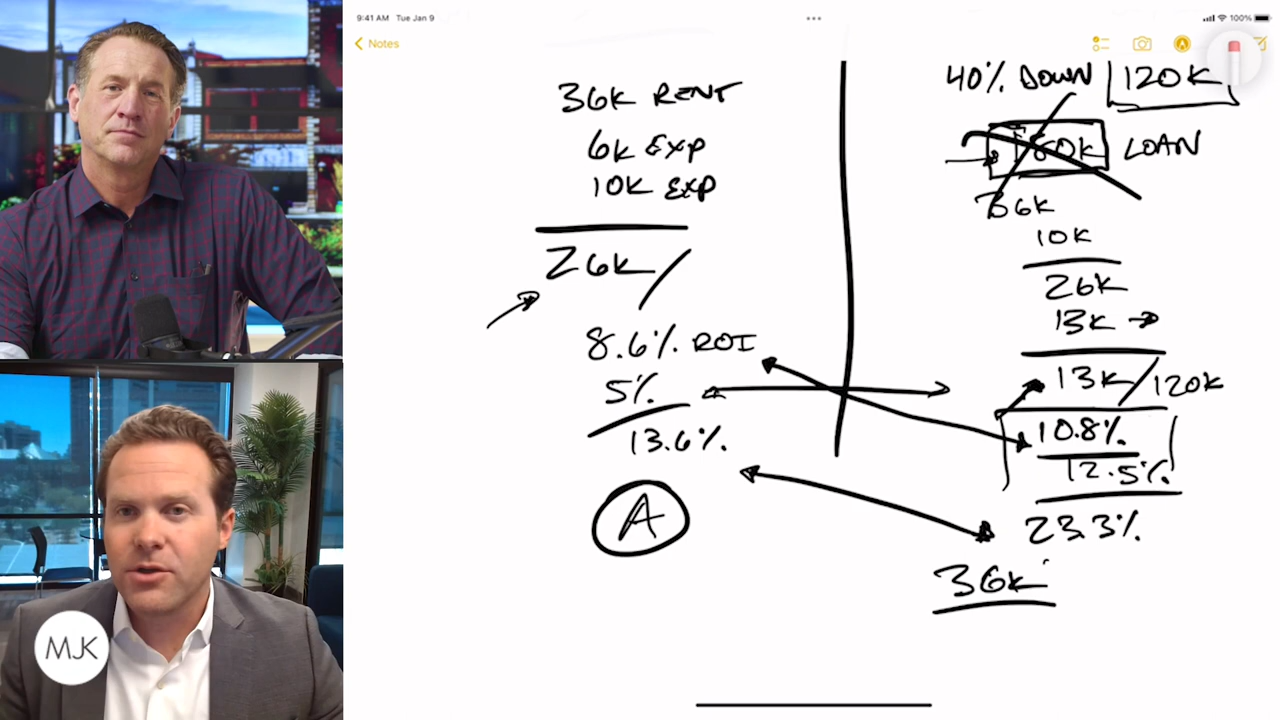 9:41 AM Tue Jan 9
100%
Notes
36K RENT
6K EXP
10K EXP
26K/
8.6% ROI
5%
13.6%
A
40% DOWN 120K
LOAN
36K
10K
26K
13K
13K/120K
10.8%
12.5%
23.3%
36K
MJK